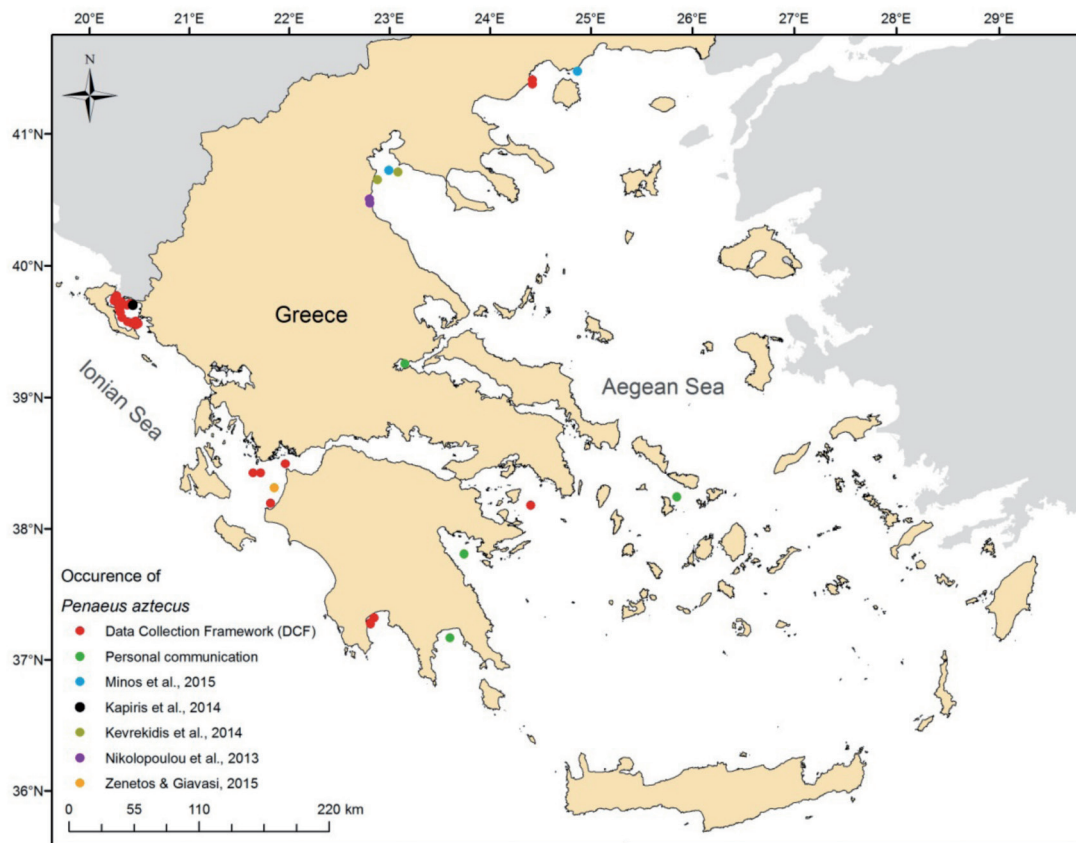 20°E 21°E 22°E 23°E 24°E 25°E 26°E 27°E 28°E 29°E
N
41°N
40°N
39°N
38°N
37°N
36°N
Greece
Ionian Sea
Aegean Sea
Occurence of
Penaeus aztecus
Data Collection Framework (DCF)
Personal communication
Minos et al., 2015
Kapiris et al., 2014
Kevrekidis et al., 2014
Nikolopoulou et al., 2013
Zenetos & Giavasi, 2015
0 55 110 220 km